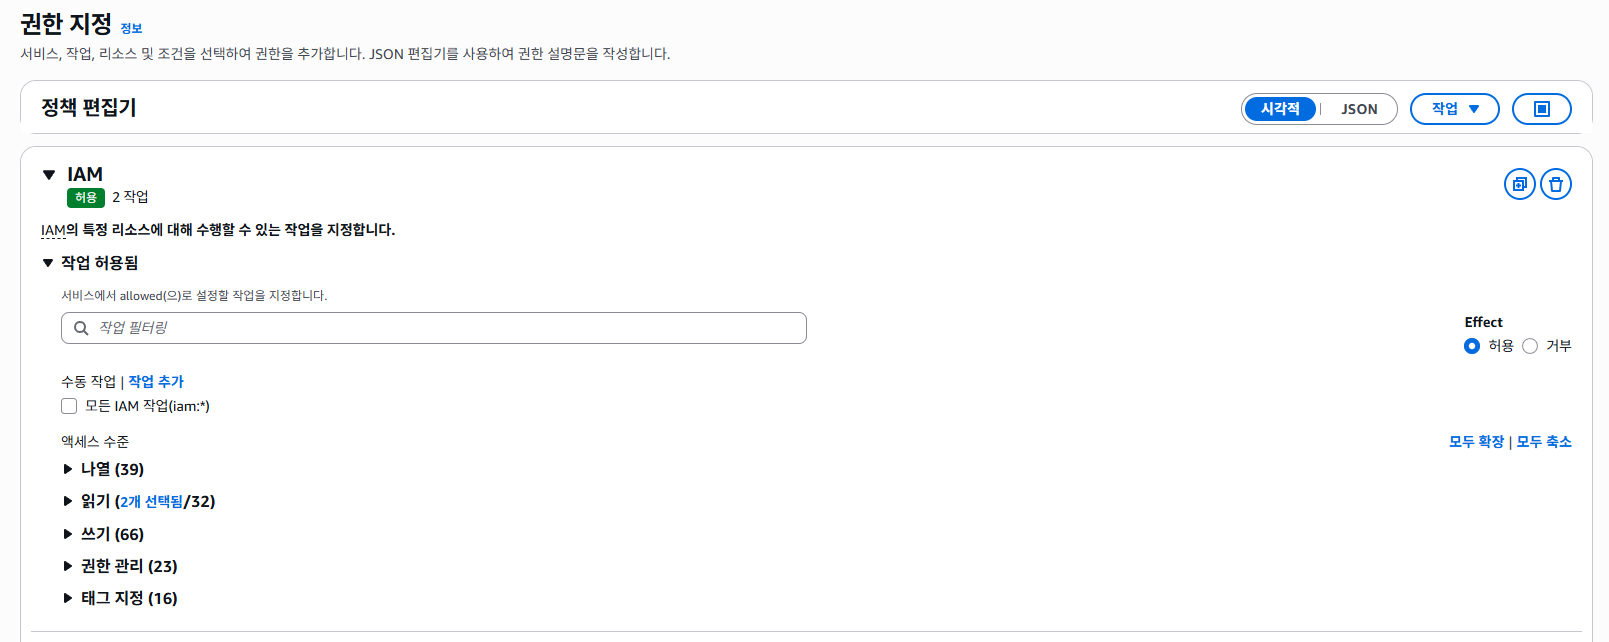 권한 지정 정보
서비스, 작업, 리소스 및 조건을 선택하여 권한을 추가합니다. JSON 편집기를 사용하여 권한 설명문을 작성합니다.
정책 편집기
시각적 | JSON
작업
IAM
허용 2 작업
IAM의 특정 리소스에 대해 수행할 수 있는 작업을 지정합니다.
작업 허용됨
서비스에서 allowed(으)로 설정할 작업을 지정합니다.
작업 필터링
Effect
허용 거부
수동 작업 | 작업 추가
모든 IAM 작업(iam:*)
액세스 수준
모두 확장 | 모두 축소
나열 (39)
읽기 (2개 선택됨/32)
쓰기 (66)
권한 관리 (23)
태그 지정 (16)